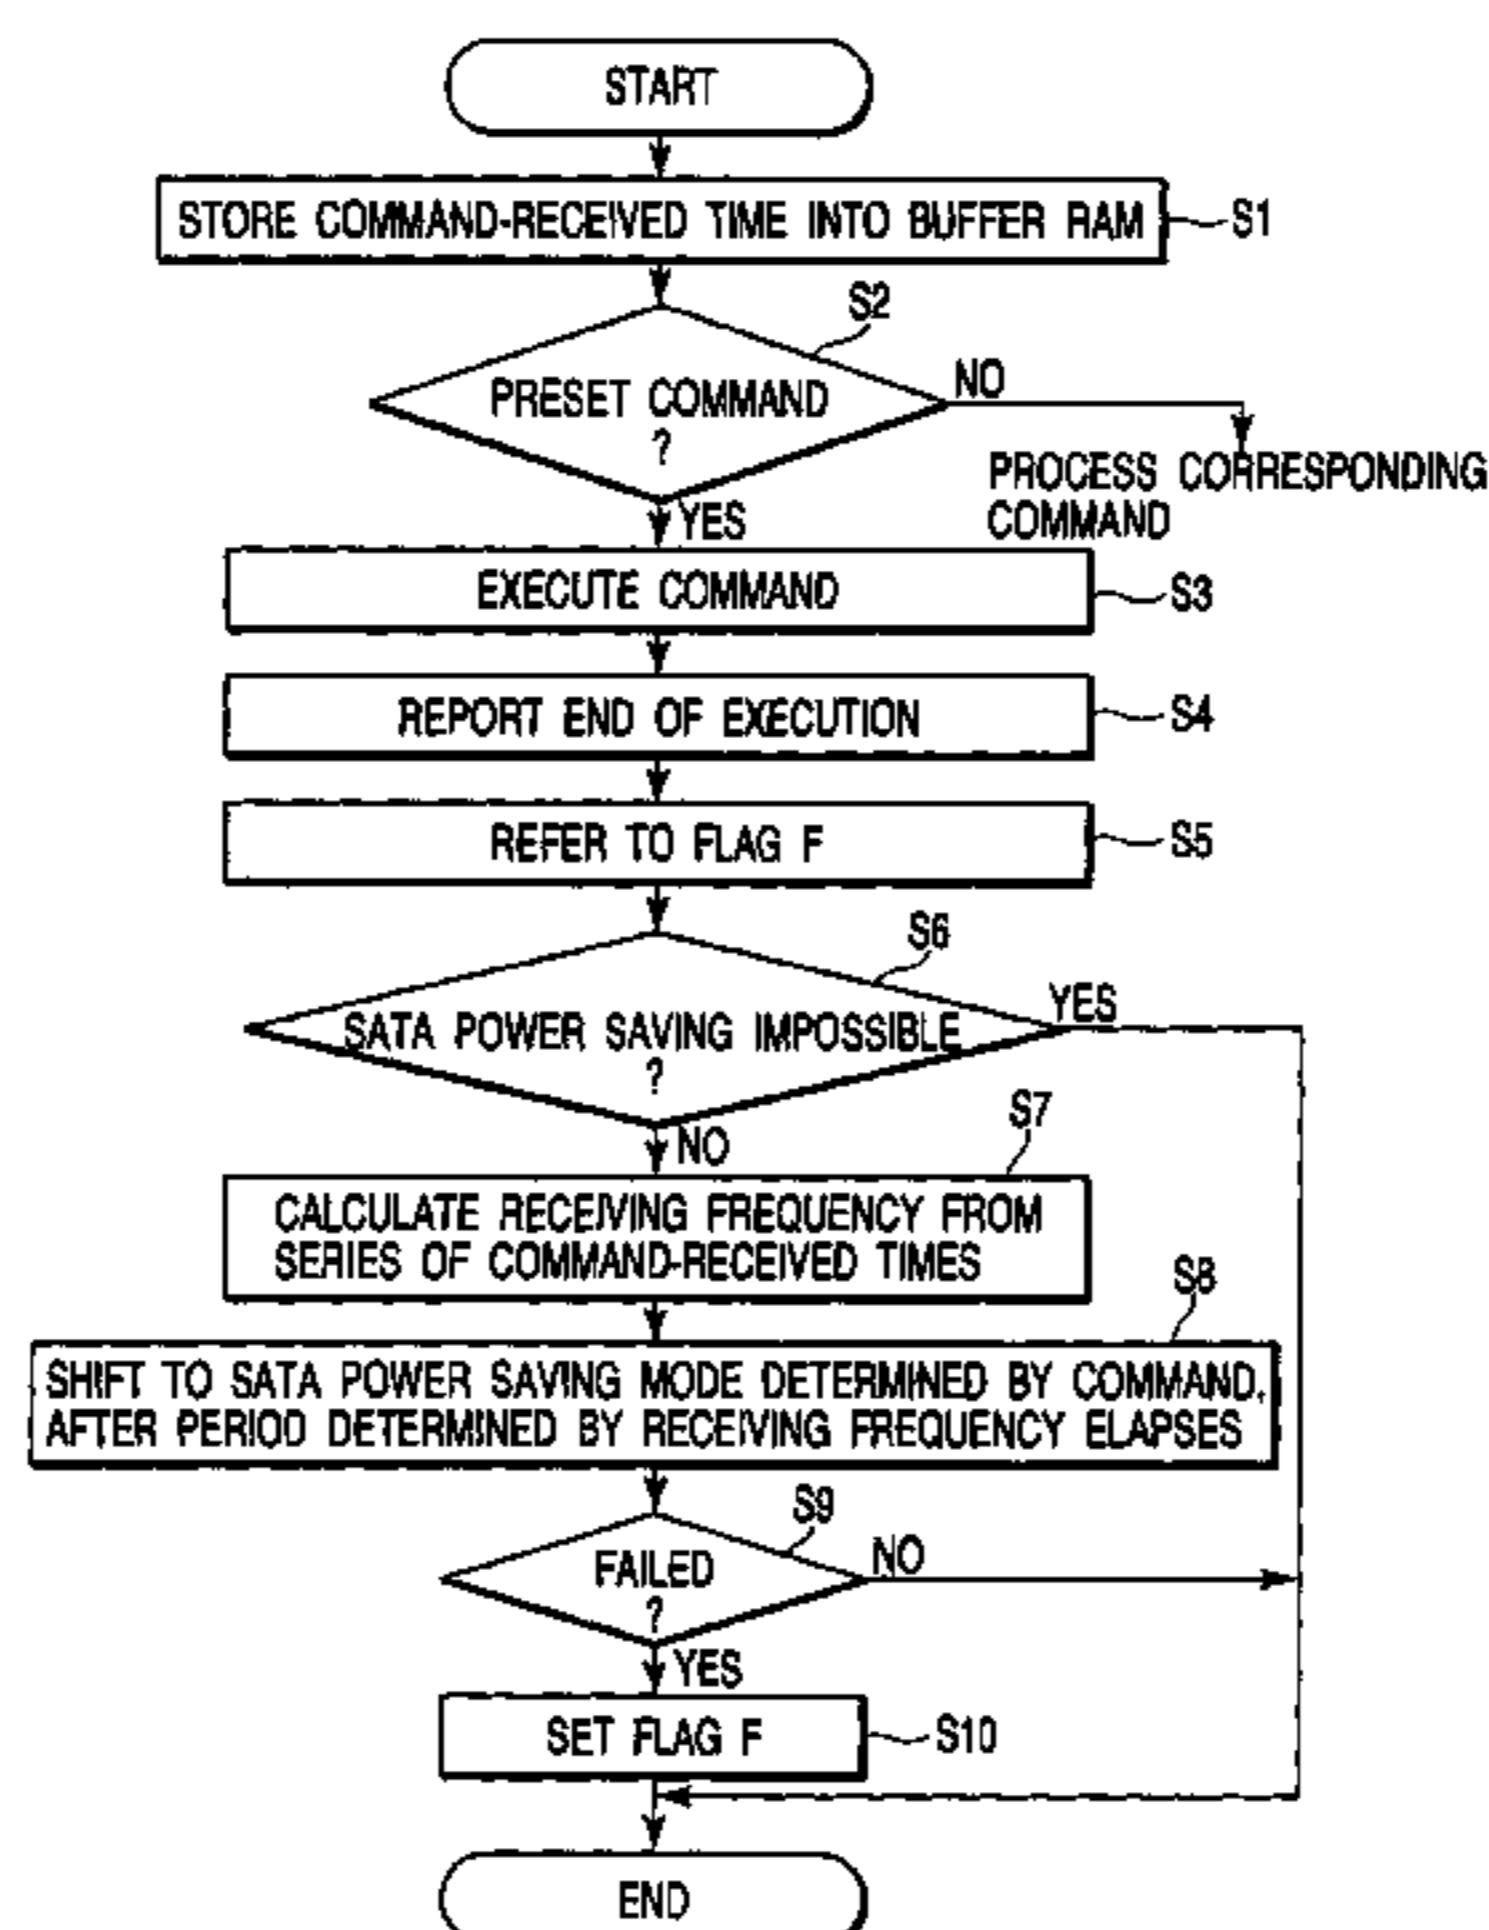 START
STORE COMMAND-RECEIVED TIME INTO BUFFER RAM
S1
S2
PRESET COMMAND
?
NO
PROCESS CORRESPONDING
COMMAND
YES
EXECUTE COMMAND
S3
REPORT END OF EXECUTION
S4
REFER TO FLAG F
S5
S6
SATA POWER SAVING IMPOSSIBLE
?
YES
NO
S7
CALCULATE RECEIVING FREQUENCY FROM
SERIES OF COMMAND-RECEIVED TIMES
S8
SHIFT TO SATA POWER SAVING MODE DETERMINED BY COMMAND,
AFTER PERIOD DETERMINED BY RECEIVING FREQUENCY ELAPSES
S9
FAILED
?
NO
YES
SET FLAG F
S10
END